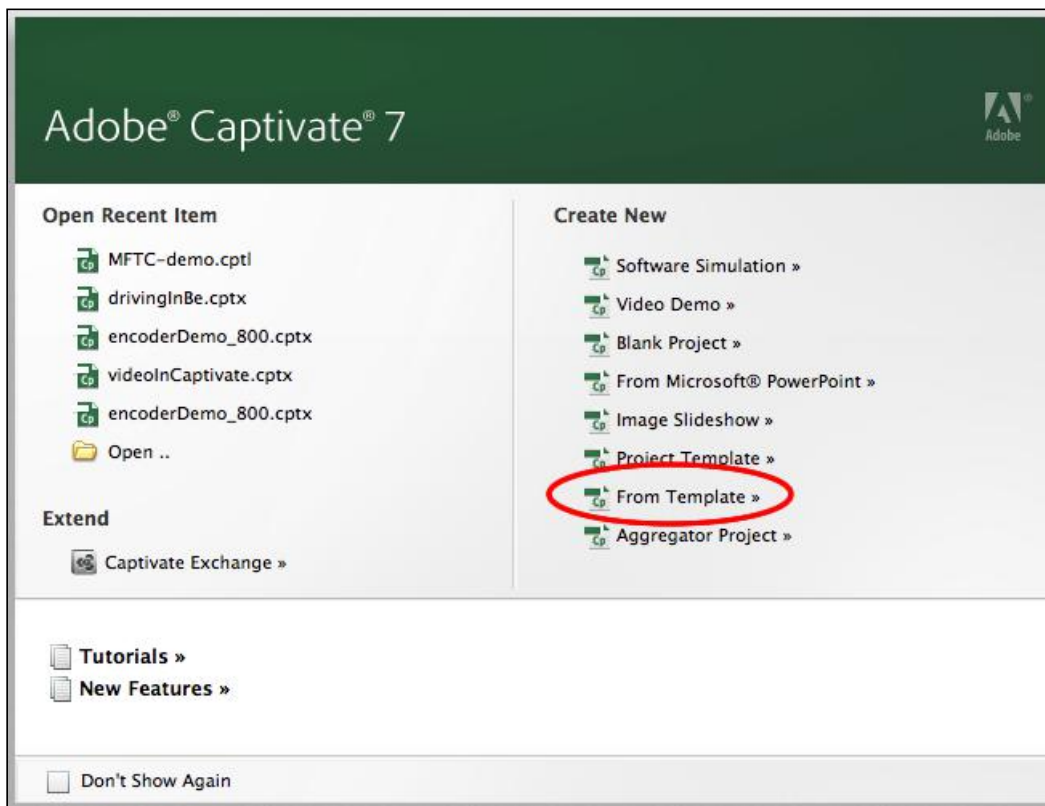 Adobe® Captivate® 7
Adobe
Open Recent Item
MFTC-demo.cptl
drivingInBe.cptx
encoderDemo_800.cptx
videoInCaptivate.cptx
encoderDemo_800.cptx
Open ..
Extend
Captivate Exchange »
Create New
Software Simulation »
Video Demo »
Blank Project »
From Microsoft® PowerPoint »
Image Slideshow »
Project Template »
From Template »
Aggregator Project »
Tutorials »
New Features »
Don't Show Again